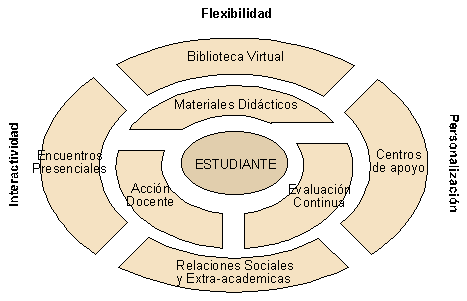 Flexibilidad
Biblioteca Virtual
Materiales Didácticos
Interactividad
Encuentros
Presenciales
ESTUDIANTE
Centros
de apoyo
Personalización
Acción
Docente
Evaluación
Continua
Relaciones Sociales
y Extra-academicas